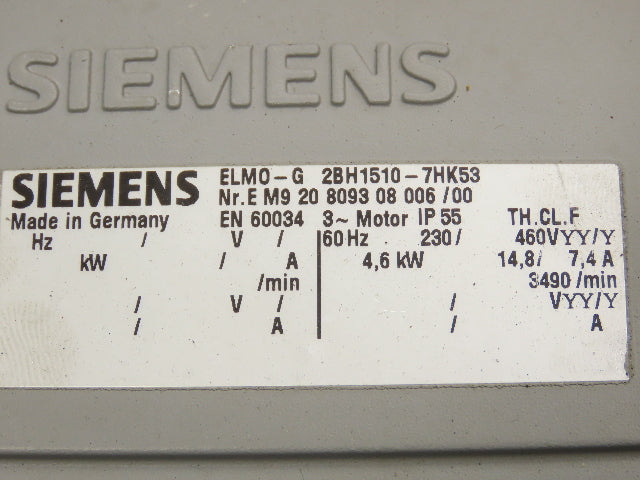 SIEMENS
SIEMENS ELMO-G 2BH1510-7HK53
Nr.E M9 20 8093 08 006 /00
Made in Germany EN 60034 3~ Motor IP 55 TH.CL.F
Hz / V / 60 Hz 230/ 460VYY/Y
kW / A 4,6 kW 14,8/ 7,4 A
/min 3490 /min
/ V / / VYY/Y
/ A / A